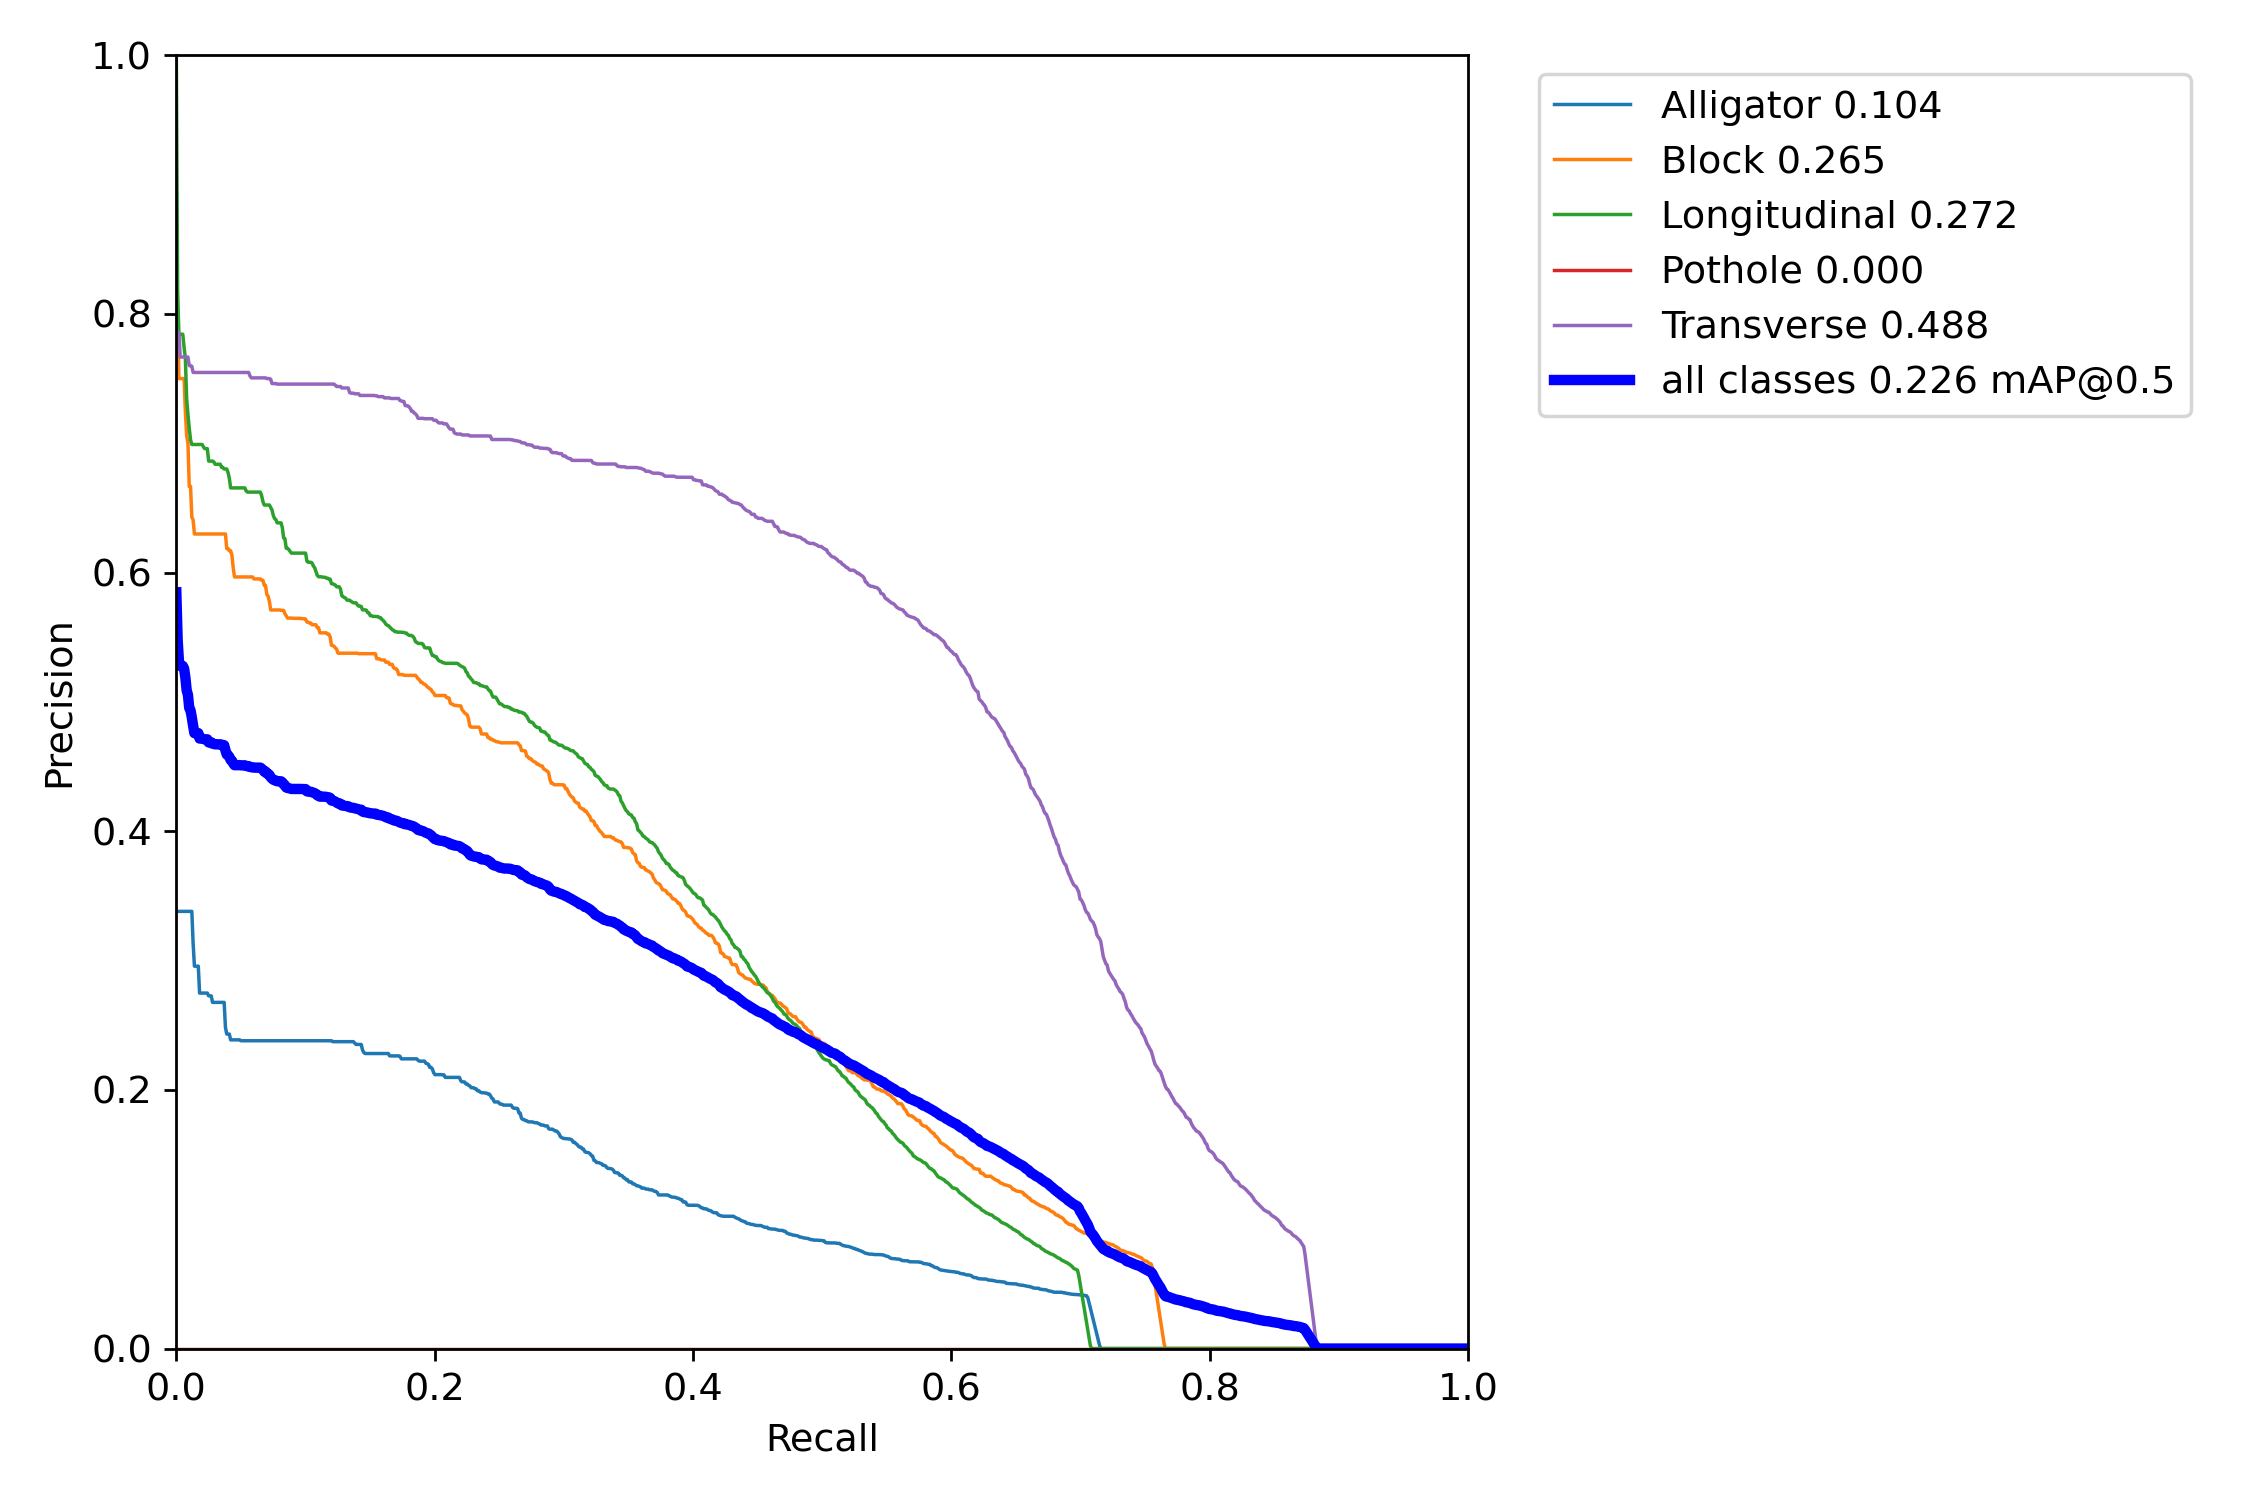 1.0
0.8
0.6
0.4
0.2
0.0
Precision
0.0 0.2 0.4 0.6 0.8 1.0
Recall
Alligator 0.104
Block 0.265
Longitudinal 0.272
Pothole 0.000
Transverse 0.488
all classes 0.226 mAP@0.5